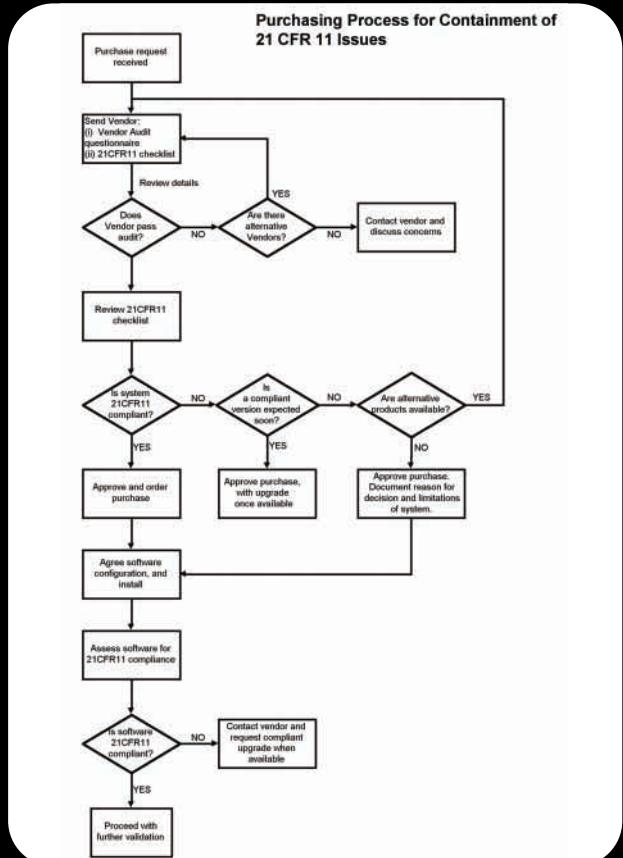 Purchasing Process for Containment of
21 CFR 11 Issues
Purchase request
received
Send Vendor:
(i) Vendor Audit
questionnaire
(ii) 21CFR11 checklist
Review details
YES
Does
Vendor pass
audit?
NO
Are there
alternative
Vendors?
NO
Contact vendor and
discuss concerns
Review 21CFR11
checklist
Is system
21CFR11
compliant?
NO
Is
a compliant
version expected
soon?
NO
Are alternative
products available?
YES
YES
YES
NO
Approve and order
purchase
Approve purchase,
with upgrade
once available
Approve purchase.
Document reason for
decision and limitations
of system.
Agree software
configuration, and
install
Assess software for
21CFR11 compliance
Is software
21CFR11
compliant?
NO
Contact vendor and
request compliant
upgrade when
available
YES
Proceed with
further validation